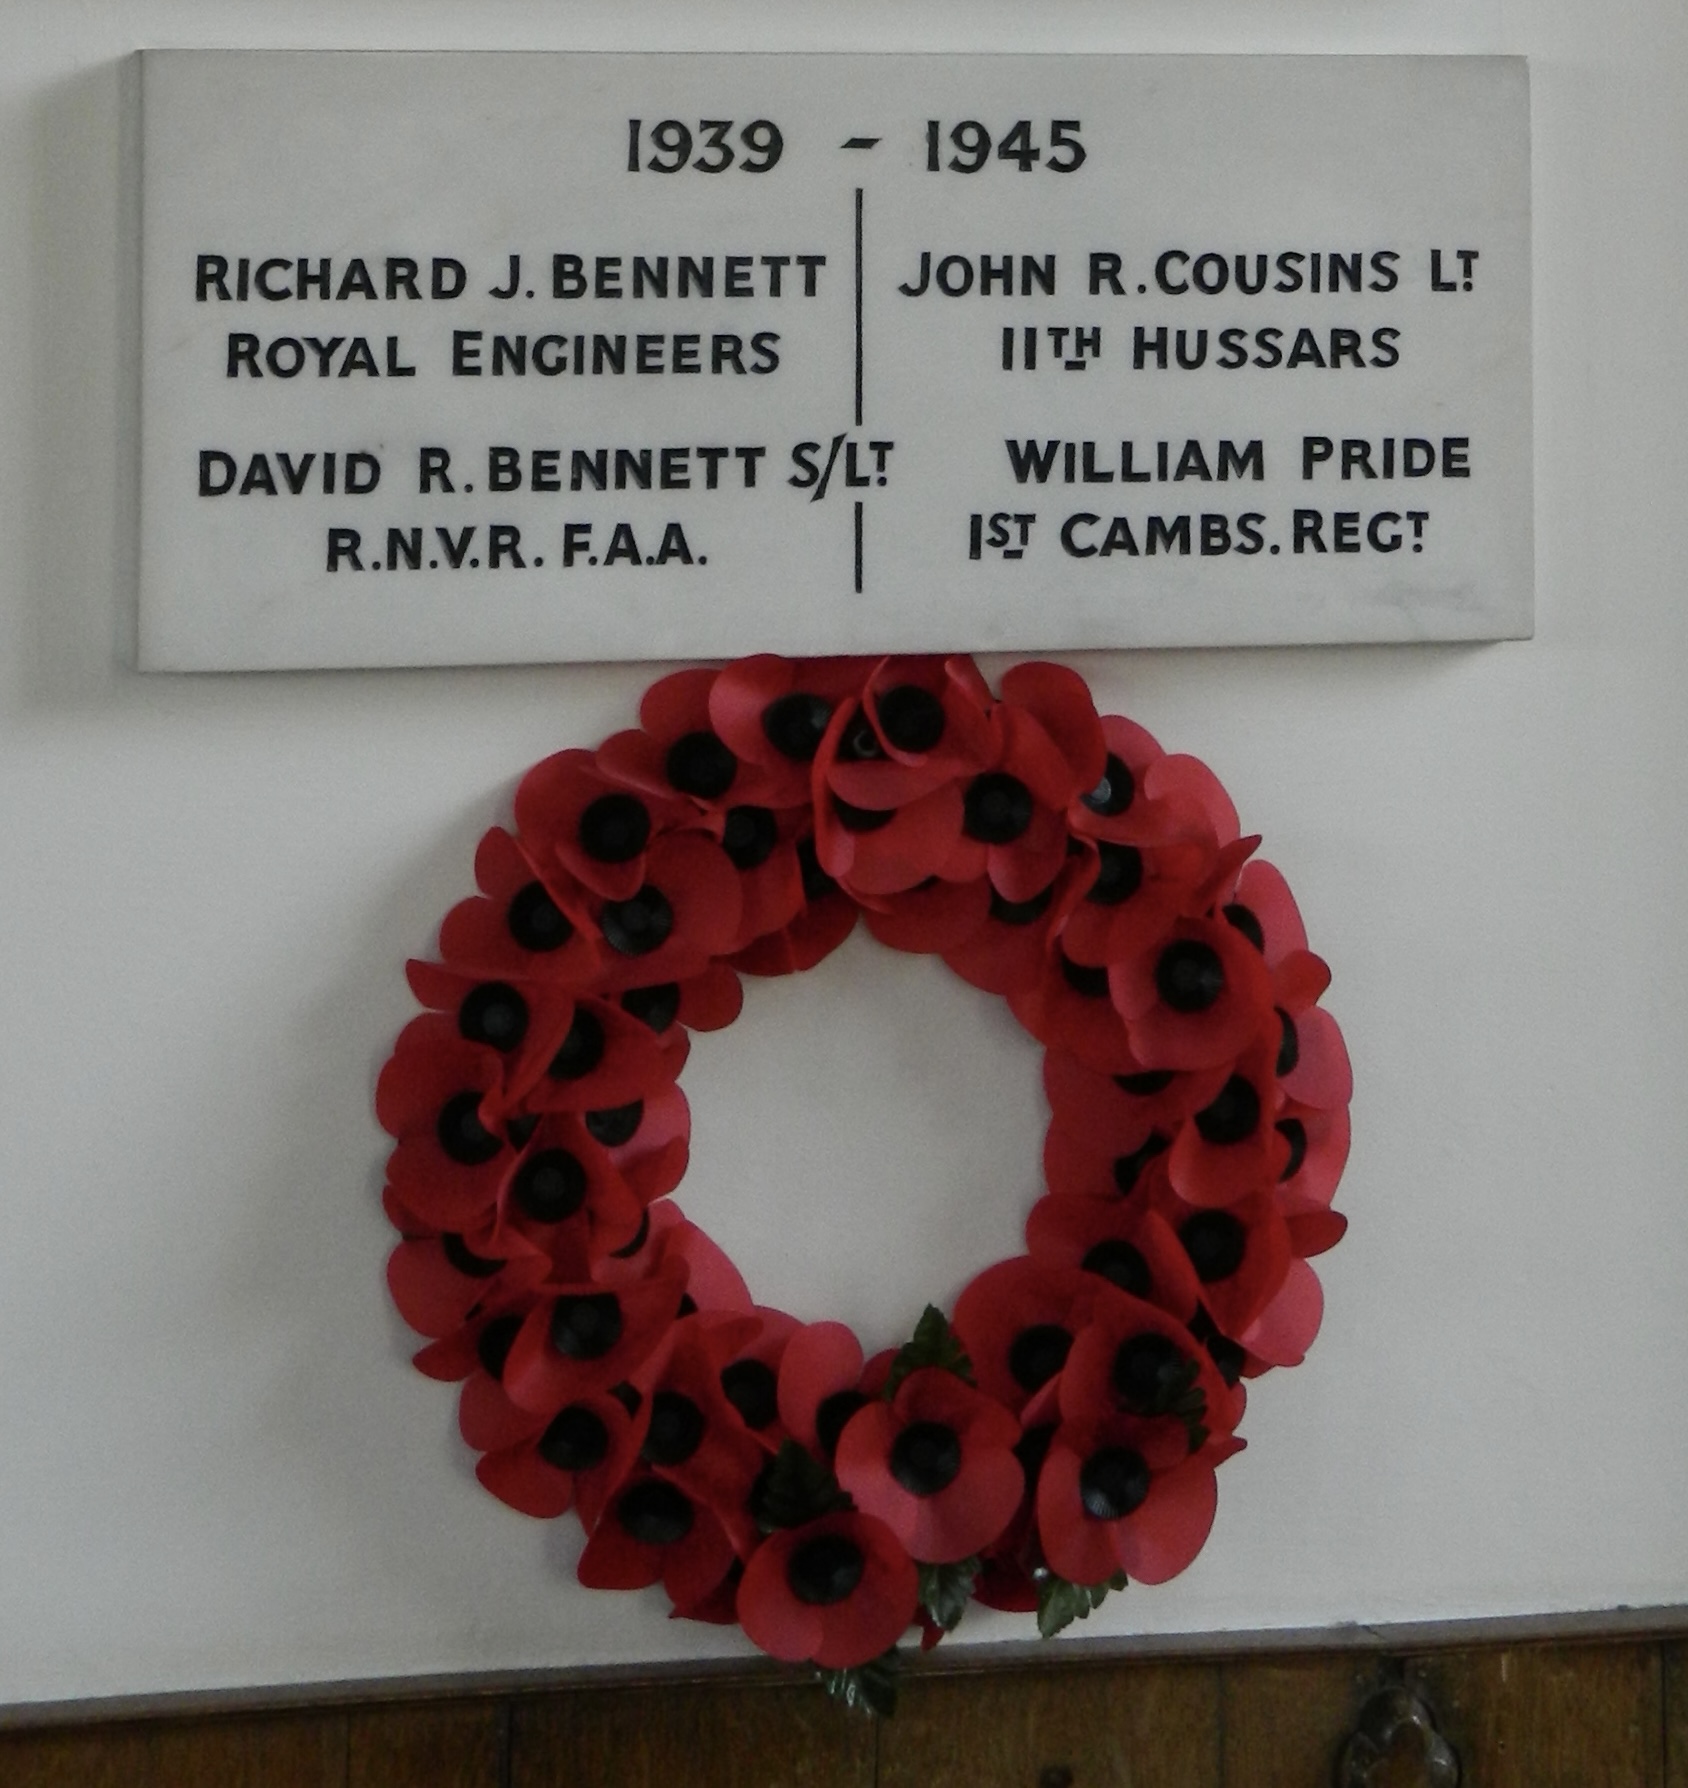 1939 - 1945
RICHARD J. BENNETT
ROYAL ENGINEERS
DAVID R. BENNETT S/LT
R.N.V.R. F.A.A.
JOHN R. COUSINS LT
11TH HUSSARS
WILLIAM PRIDE
1ST CAMBS. REGT